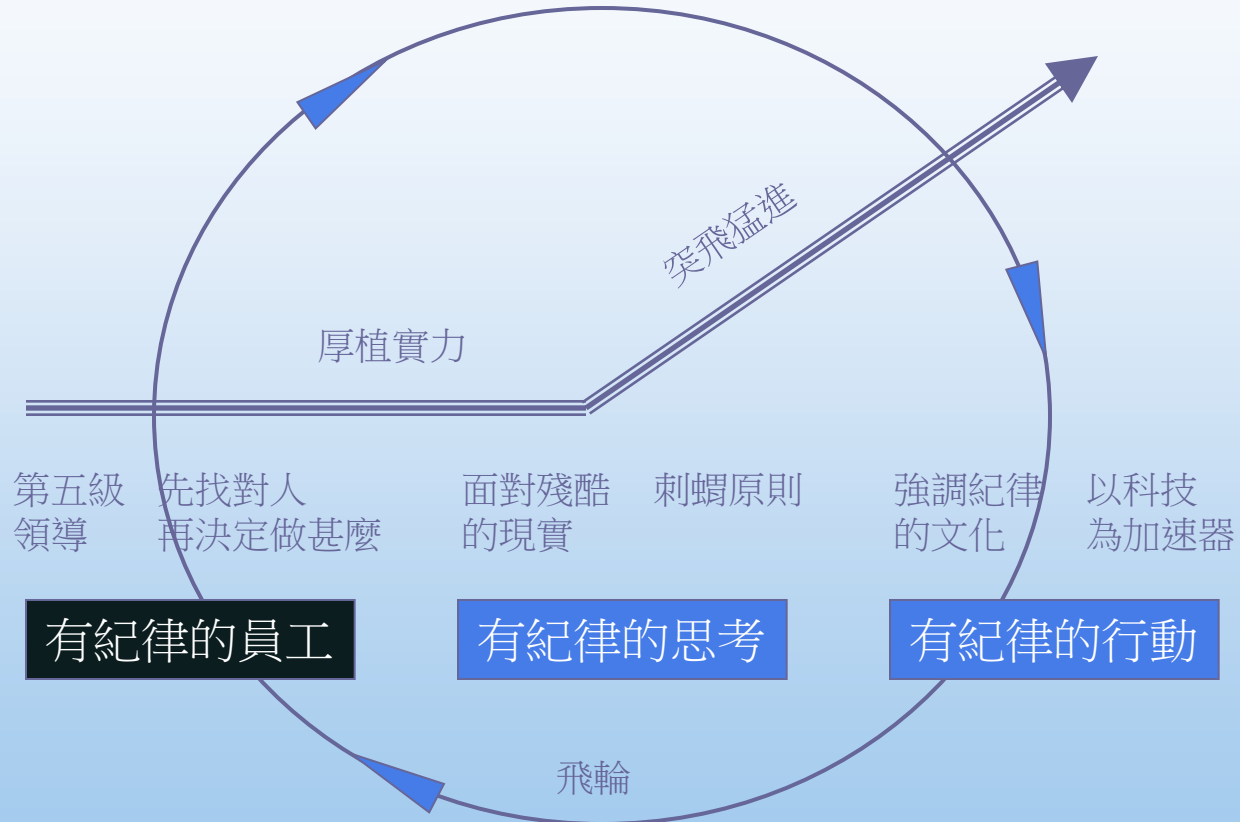 突飛猛進
厚植實力
第五級
領導
先找對人
再決定做甚麼
面對殘酷
的現實
刺蝟原則
強調紀律
的文化
以科技
為加速器
有紀律的員工
有紀律的思考
有紀律的行動
飛輪